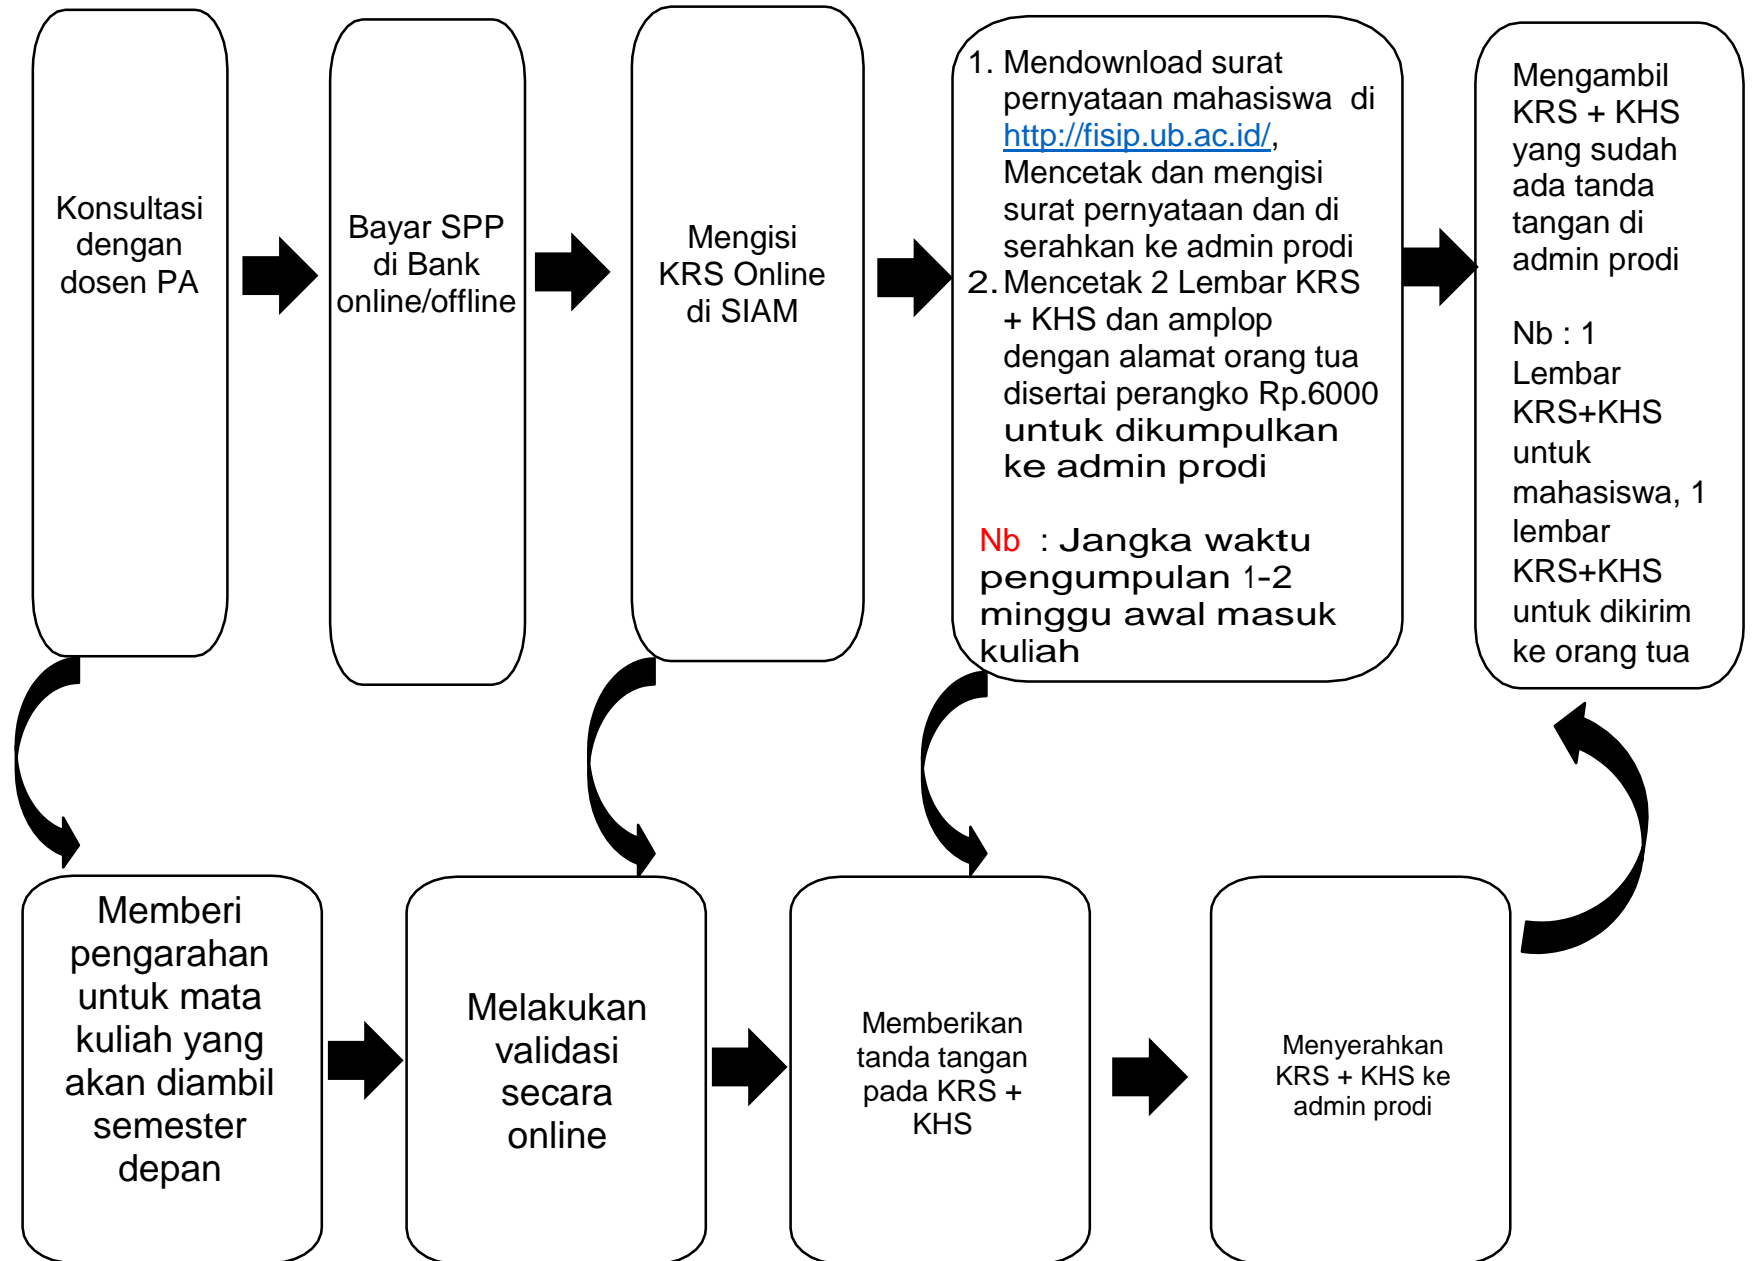 Konsultasi
dengan
dosen PA
Bayar SPP
di Bank
online/offline
Mengisi
KRS Online
di SIAM
1. Mendownload surat
pernyataan mahasiswa di
http://fisip.ub.ac.id/,
Mencetak dan mengisi
surat pernyataan dan di
serahkan ke admin prodi
2. Mencetak 2 Lembar KRS
+ KHS dan amplop
dengan alamat orang tua
disertai perangko Rp.6000
untuk dikumpulkan
ke admin prodi
Nb : Jangka waktu
pengumpulan 1-2
minggu awal masuk
kuliah
Mengambil
KRS + KHS
yang sudah
ada tanda
tangan di
admin prodi
Nb : 1
Lembar
KRS+KHS
untuk
mahasiswa, 1
lembar
KRS+KHS
untuk dikirim
ke orang tua
Memberi
pengarahan
untuk mata
kuliah yang
akan diambil
semester
depan
Melakukan
validasi
secara
online
Memberikan
tanda tangan
pada KRS +
KHS
Menyerahkan
KRS + KHS ke
admin prodi